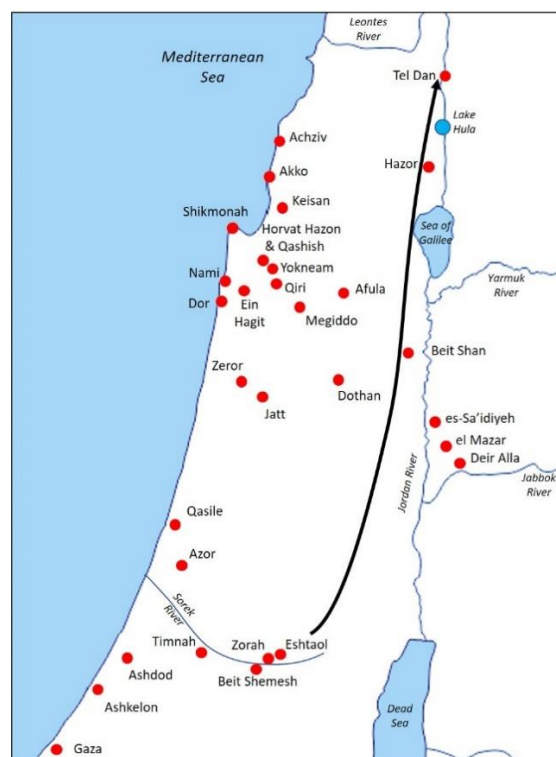 Leontes
River
Mediterranean
Sea
Tel Dan
Lake
Hula
Achziv
Hazor
Akko
Keisan
Shikmonah
Sea of
Galilee
Horvat Hazon
& Qashish
Yokneam
Nami
Qiri
Afula
Yarmuk
River
Dor
Ein
Hagit
Megiddo
Beit Shan
Zeror
Dothan
Jatt
es-Sa'idiyeh
el Mazar
Deir Alla
Jabbok
River
Jordan River
Qasile
Azor
Sorek
River
Timnah
Zorah
Eshtaol
Ashdod
Beit Shemesh
Ashkelon
Dead
Sea
Gaza